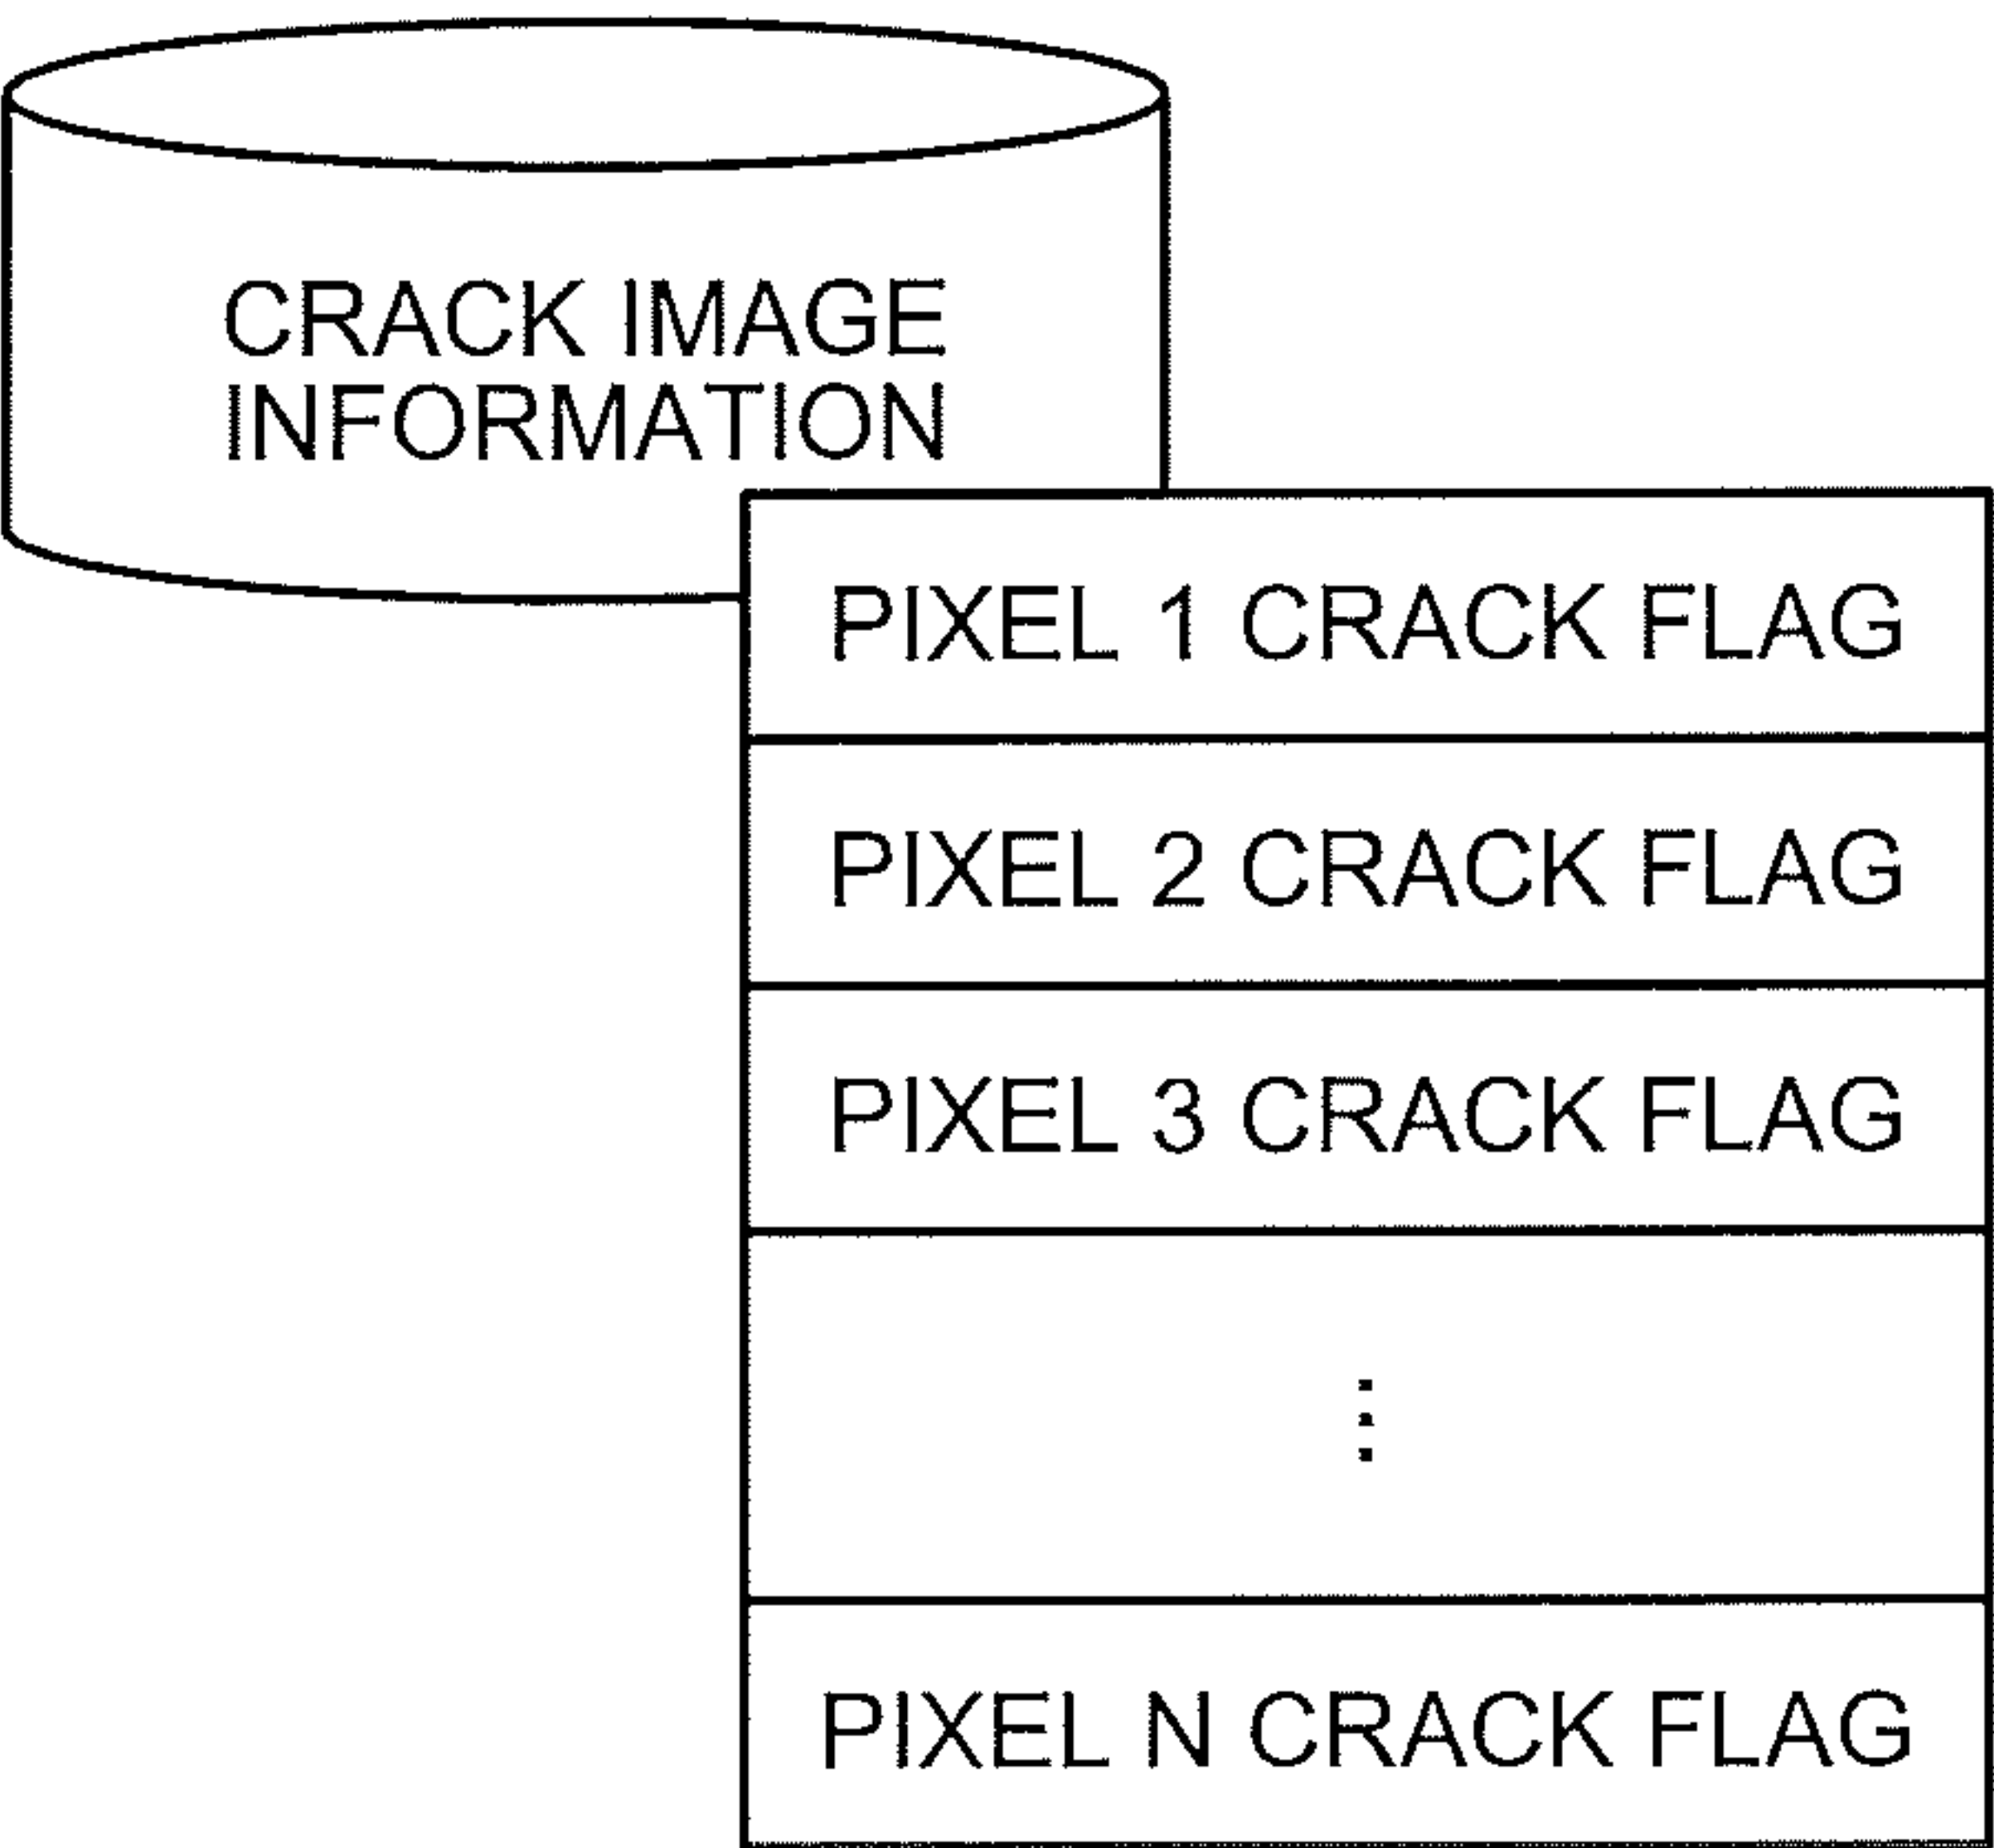 CRACK IMAGE
INFORMATION
PIXEL 1 CRACK FLAG
PIXEL 2 CRACK FLAG
PIXEL 3 CRACK FLAG
⋮
PIXEL N CRACK FLAG